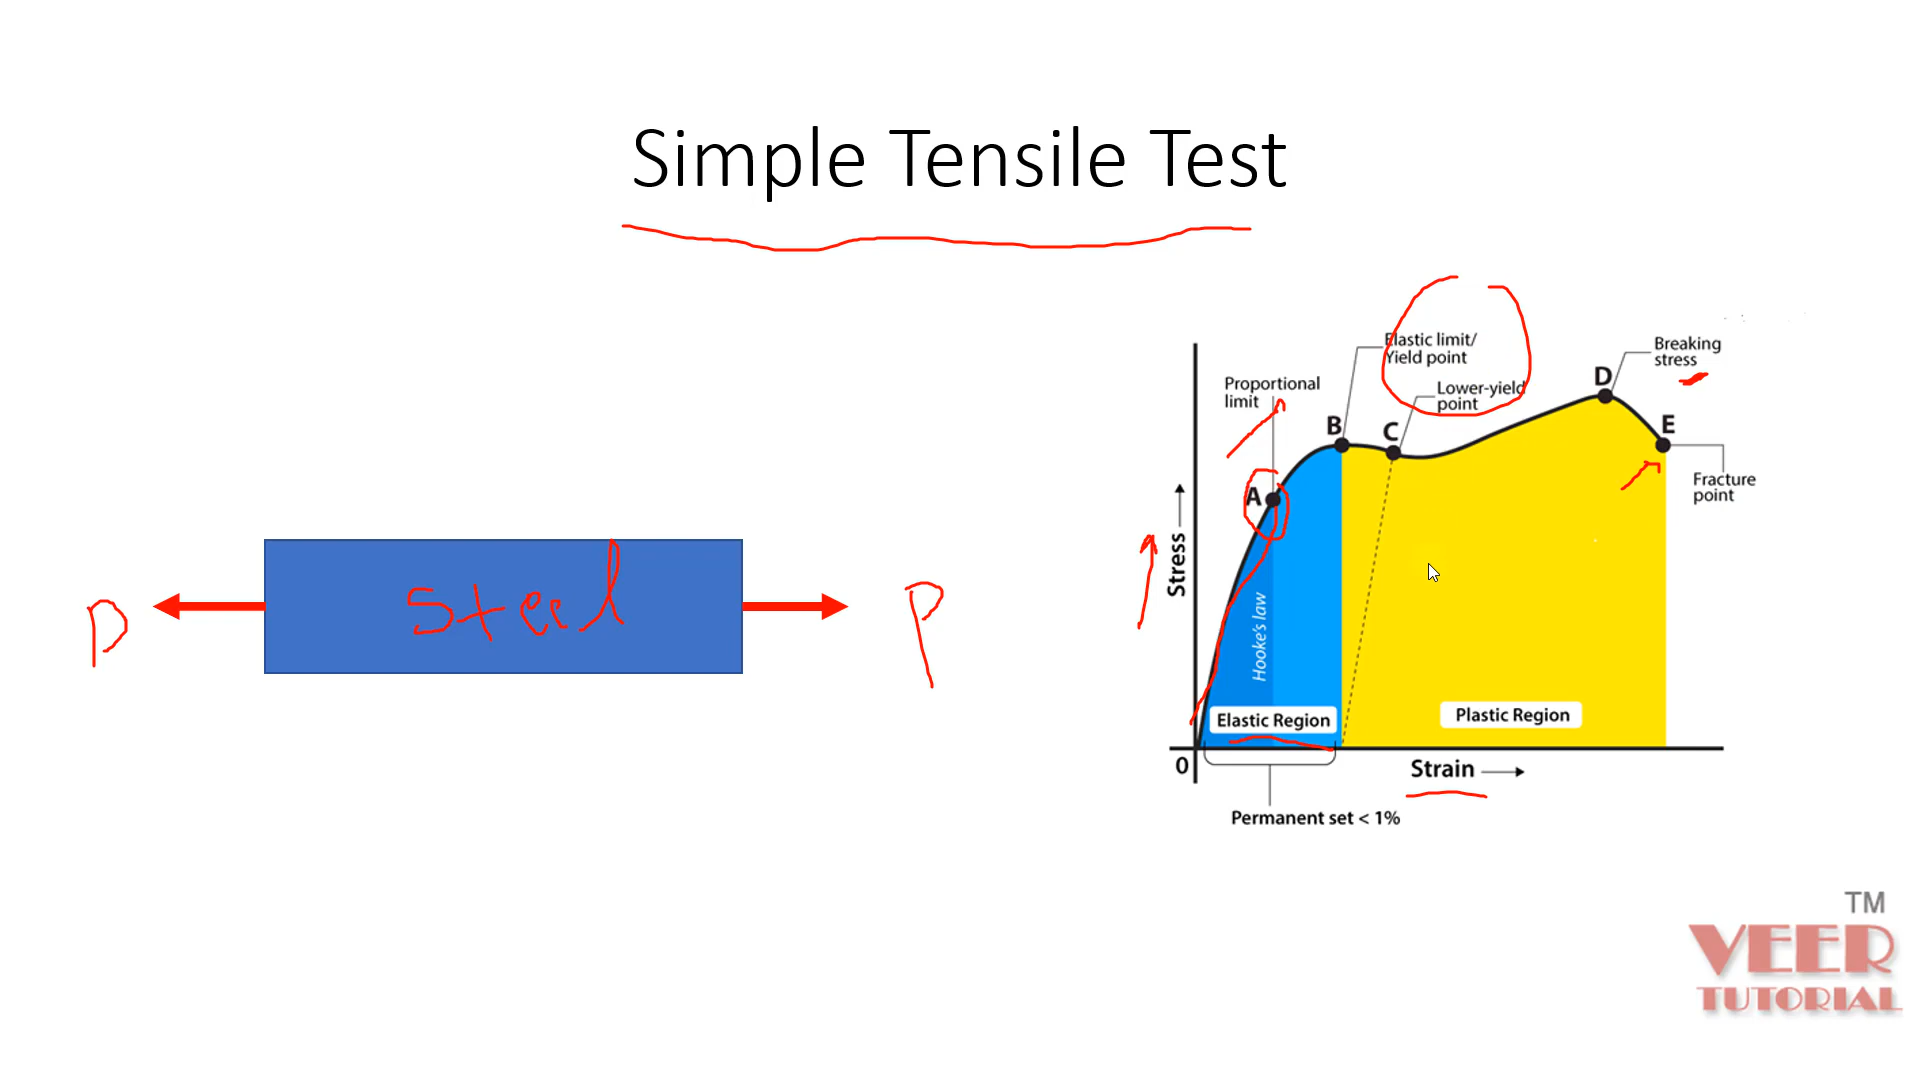 Simple Tensile Test
P
steel
P
Elastic limit/
Yield point
Breaking
stress
Proportional
limit
Lower-yield
point
D
B
C
E
A
Fracture
point
Stress
Hooke's law
Elastic Region
Plastic Region
0
Strain
Permanent set < 1%
TM
VEER
TUTORIAL